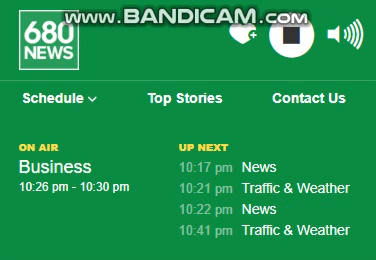 www.BANDICAM.com
680
NEWS
Schedule
Top Stories
Contact Us
ON AIR
Business
10:26 pm - 10:30 pm
UP NEXT
10:17 pm News
10:21 pm Traffic & Weather
10:22 pm News
10:41 pm Traffic & Weather